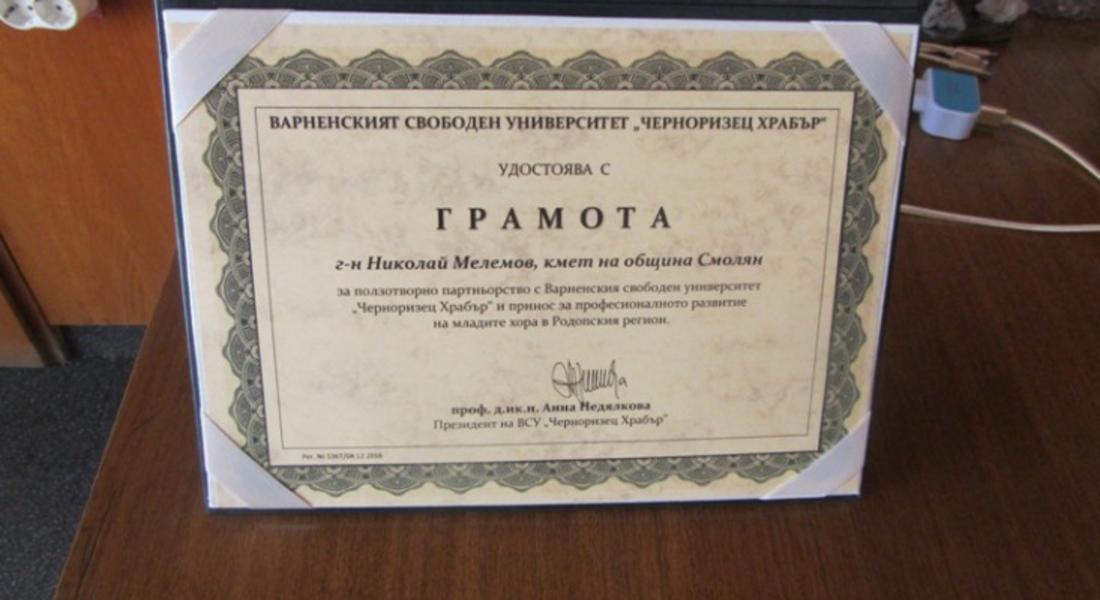 ВАРНЕНСКИЯТ СВОБОДЕН УНИВЕРСИТЕТ „ЧЕРНОРИЗЕЦ ХРАБЪР“
УДОСТОЯВА С
ГРАМОТА
г-н Николай Мелемов, кмет на община Смолян
за ползотворно партньорство с Варненския свободен университет
„Черноризец Храбър“ и принос за професионалното развитие
на младите хора в Родопския регион.
проф. д.ик.н. Анна Недялкова
Президент на ВСУ „Черноризец Храбър“
Рег. №